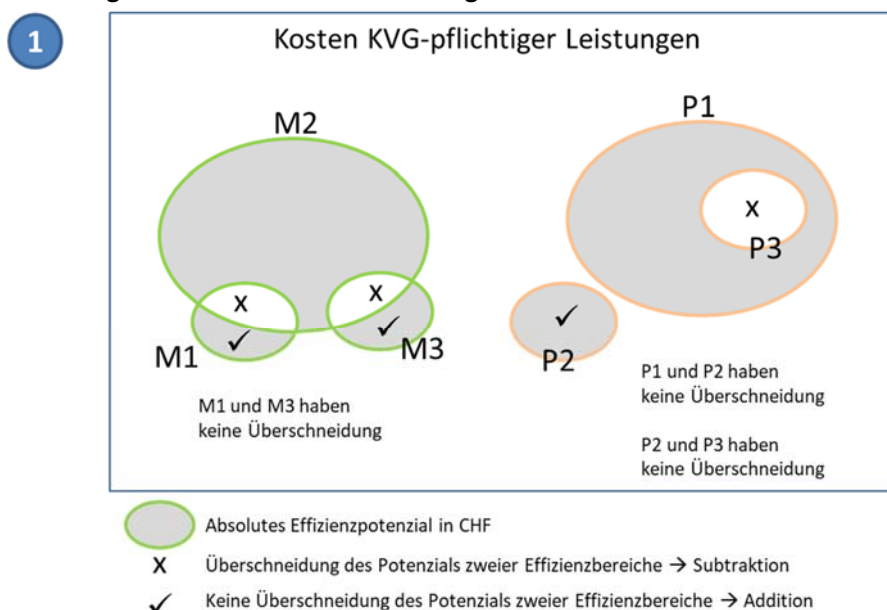 1
Kosten KVG-pflichtiger Leistungen
M2
P1
x
P3
x
x
✓
✓
✓
M1
M3
P2
M1 und M3 haben
keine Überschneidung
P1 und P2 haben
keine Überschneidung
P2 und P3 haben
keine Überschneidung
Absolutes Effizienzpotenzial in CHF
x Überschneidung des Potenzials zweier Effizienzbereiche → Subtraktion
✓ Keine Überschneidung des Potenzials zweier Effizienzbereiche → Addition